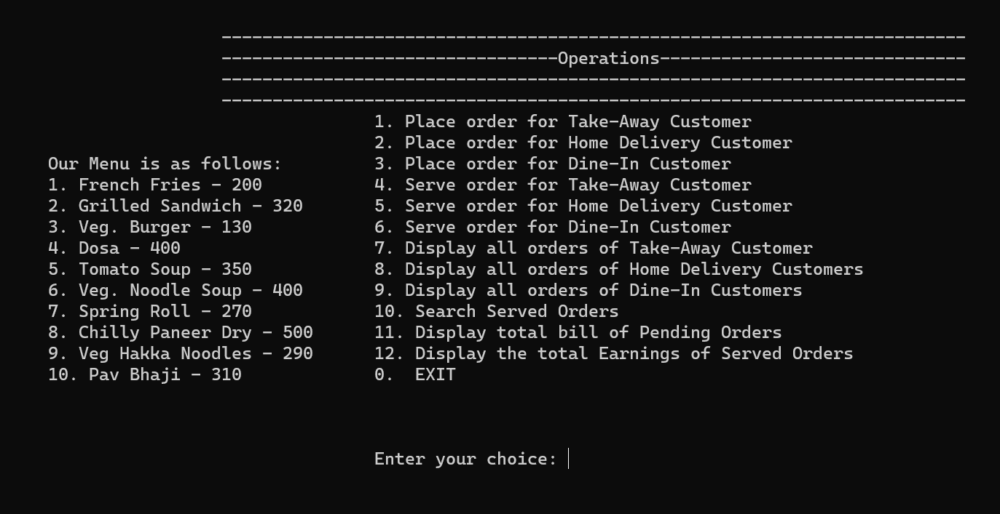 --------------------------------------------------------------------------
---------------------------------Operations------------------------------
--------------------------------------------------------------------------
--------------------------------------------------------------------------
1. Place order for Take-Away Customer
2. Place order for Home Delivery Customer
3. Place order for Dine-In Customer
4. Serve order for Take-Away Customer
5. Serve order for Home Delivery Customer
6. Serve order for Dine-In Customer
7. Display all orders of Take-Away Customer
8. Display all orders of Home Delivery Customers
9. Display all orders of Dine-In Customers
10. Search Served Orders
11. Display total bill of Pending Orders
12. Display the total Earnings of Served Orders
0.  EXIT
Our Menu is as follows:
1. French Fries - 200
2. Grilled Sandwich - 320
3. Veg. Burger - 130
4. Dosa - 400
5. Tomato Soup - 350
6. Veg. Noodle Soup - 400
7. Spring Roll - 270
8. Chilly Paneer Dry - 500
9. Veg Hakka Noodles - 290
10. Pav Bhaji - 310
Enter your choice: